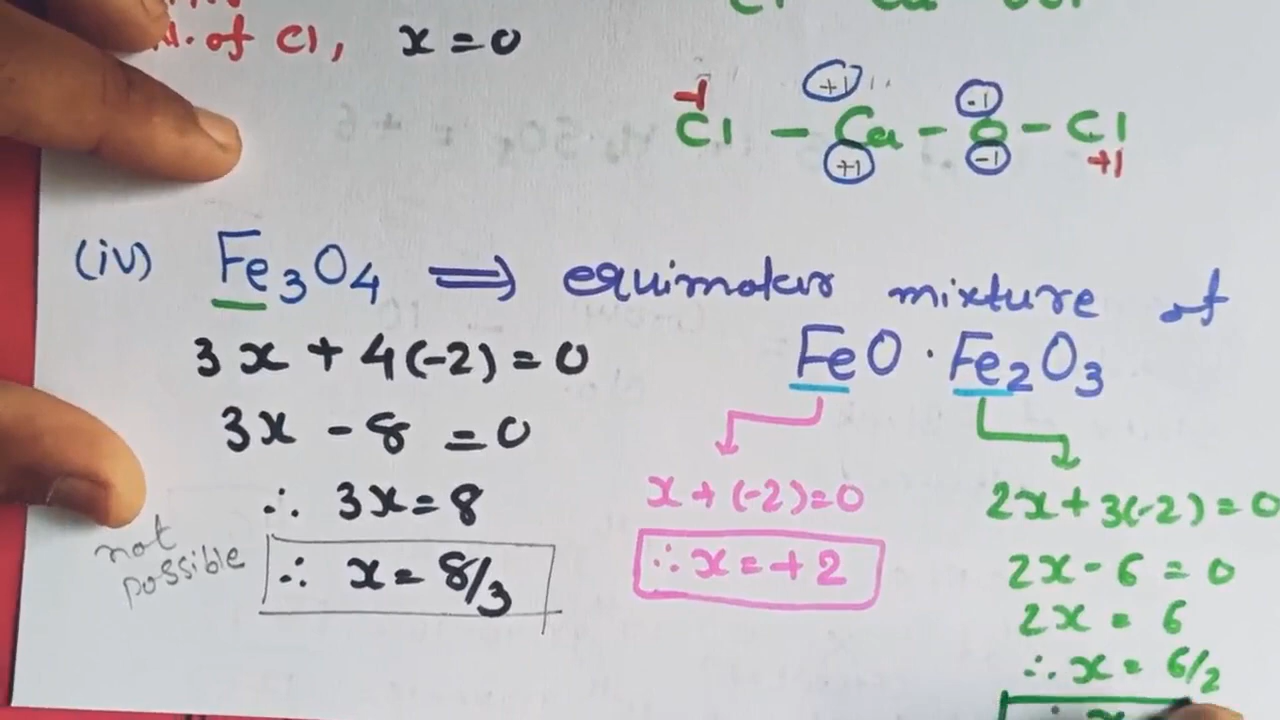 N. of Cl, x = 0
-1 +1 -1
Cl – Ca – O – Cl
+1 -1 +1
(iv) Fe3O4 ⟹ equimolar mixture of
FeO · Fe2O3
3x + 4(-2) = 0
3x - 8 = 0
∴ 3x = 8
not possible
∴ x = 8/3
x + (-2) = 0
∴ x = + 2
2x + 3(-2) = 0
2x - 6 = 0
2x = 6
∴ x = 6/2
∴ x